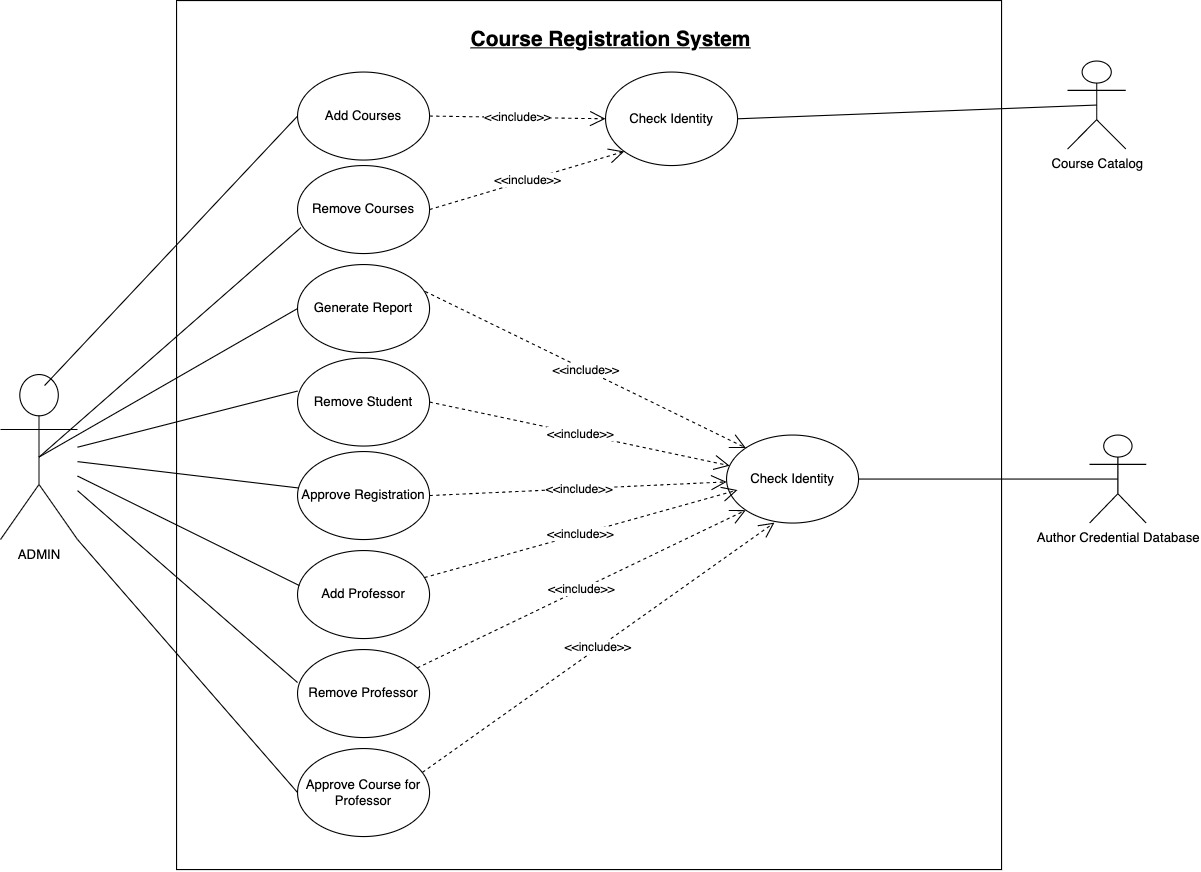 Course Registration System
Add Courses
<<include>>
Check Identity
Course Catalog
Remove Courses
<<include>>
Generate Report
<<include>>
Remove Student
<<include>>
Check Identity
Approve Registration
<<include>>
Author Credential Database
ADMIN
<<include>>
Add Professor
<<include>>
Remove Professor
<<include>>
Approve Course for
Professor